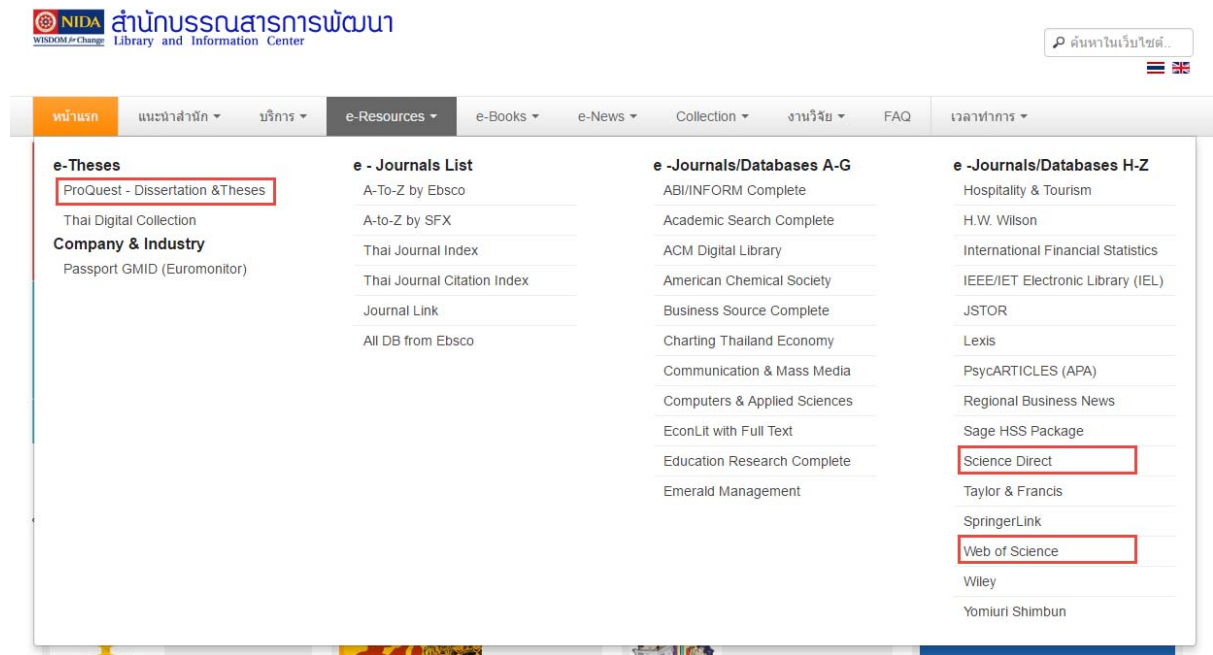 NIDA
WISDOM for Change
สำนักบรรณสารการพัฒนา
Library and Information Center
ค้นหาในเว็บไซต์..
หน้าแรก แนะนำสำนัก บริการ e-Resources e-Books e-News Collection งานวิจัย FAQ เวลาทำการ
e-Theses
ProQuest - Dissertation &Theses
Thai Digital Collection
Company & Industry
Passport GMID (Euromonitor)
e - Journals List
A-To-Z by Ebsco
A-to-Z by SFX
Thai Journal Index
Thai Journal Citation Index
Journal Link
All DB from Ebsco
e -Journals/Databases A-G
ABI/INFORM Complete
Academic Search Complete
ACM Digital Library
American Chemical Society
Business Source Complete
Charting Thailand Economy
Communication & Mass Media
Computers & Applied Sciences
EconLit with Full Text
Education Research Complete
Emerald Management
e -Journals/Databases H-Z
Hospitality & Tourism
H.W. Wilson
International Financial Statistics
IEEE/IET Electronic Library (IEL)
JSTOR
Lexis
PsycARTICLES (APA)
Regional Business News
Sage HSS Package
Science Direct
Taylor & Francis
SpringerLink
Web of Science
Wiley
Yomiuri Shimbun